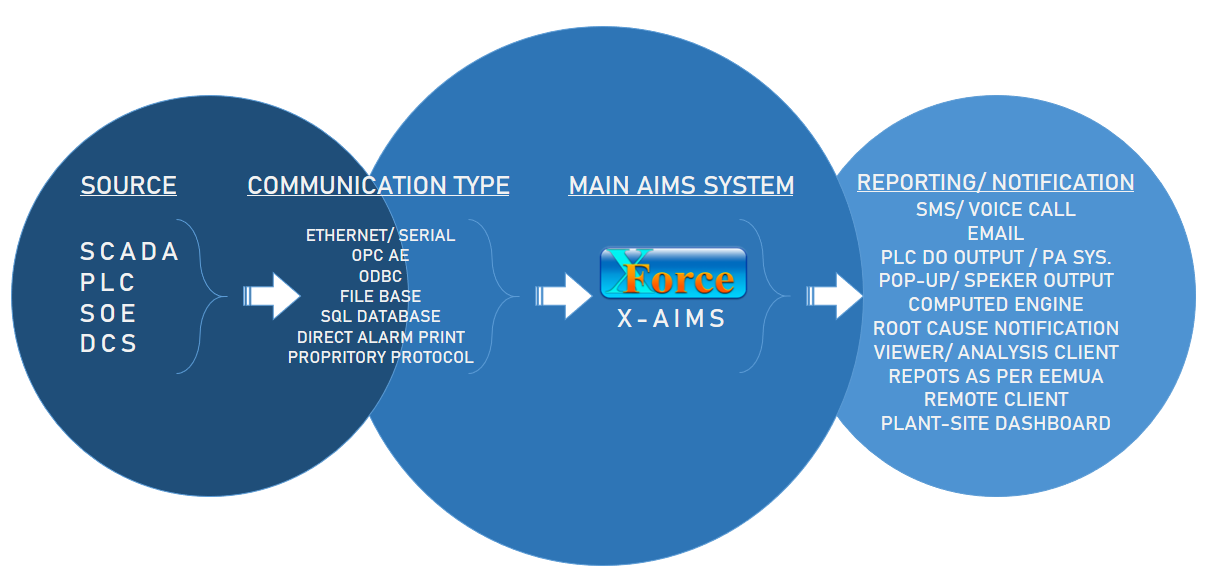 SOURCE
SCADA
PLC
SOE
DCS
COMMUNICATION TYPE
ETHERNET/ SERIAL
OPC AE
ODBC
FILE BASE
SQL DATABASE
DIRECT ALARM PRINT
PROPRITORY PROTOCOL
MAIN AIMS SYSTEM
XForce
X-AIMS
REPORTING/ NOTIFICATION
SMS/ VOICE CALL
EMAIL
PLC DO OUTPUT / PA SYS.
POP-UP/ SPEKER OUTPUT
COMPUTED ENGINE
ROOT CAUSE NOTIFICATION
VIEWER/ ANALYSIS CLIENT
REPOTS AS PER EEMUA
REMOTE CLIENT
PLANT-SITE DASHBOARD